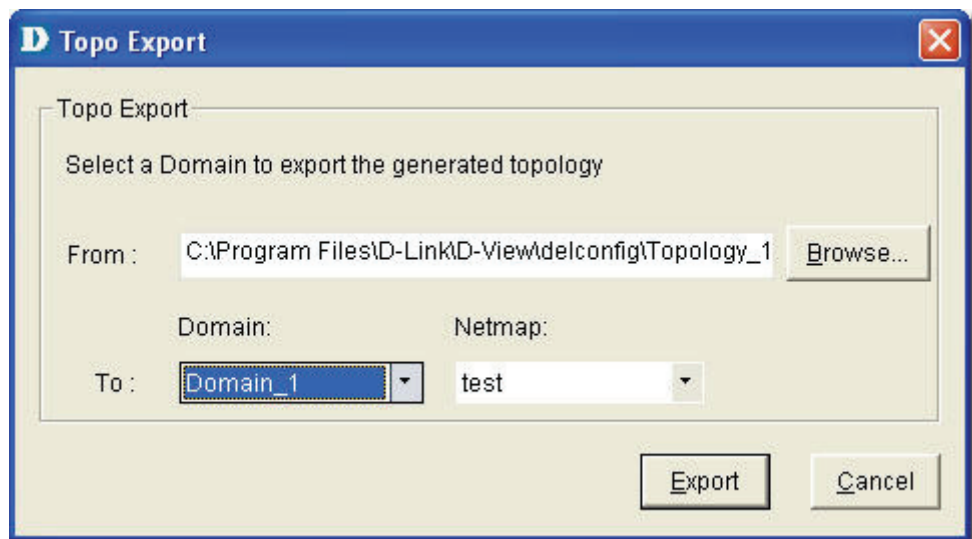 D Topo Export
Topo Export
Select a Domain to export the generated topology
From : C:\Program Files\D-Link\D-View\delconfig\Topology_1 Browse...
Domain: Netmap:
To : Domain_1 test
Export Cancel